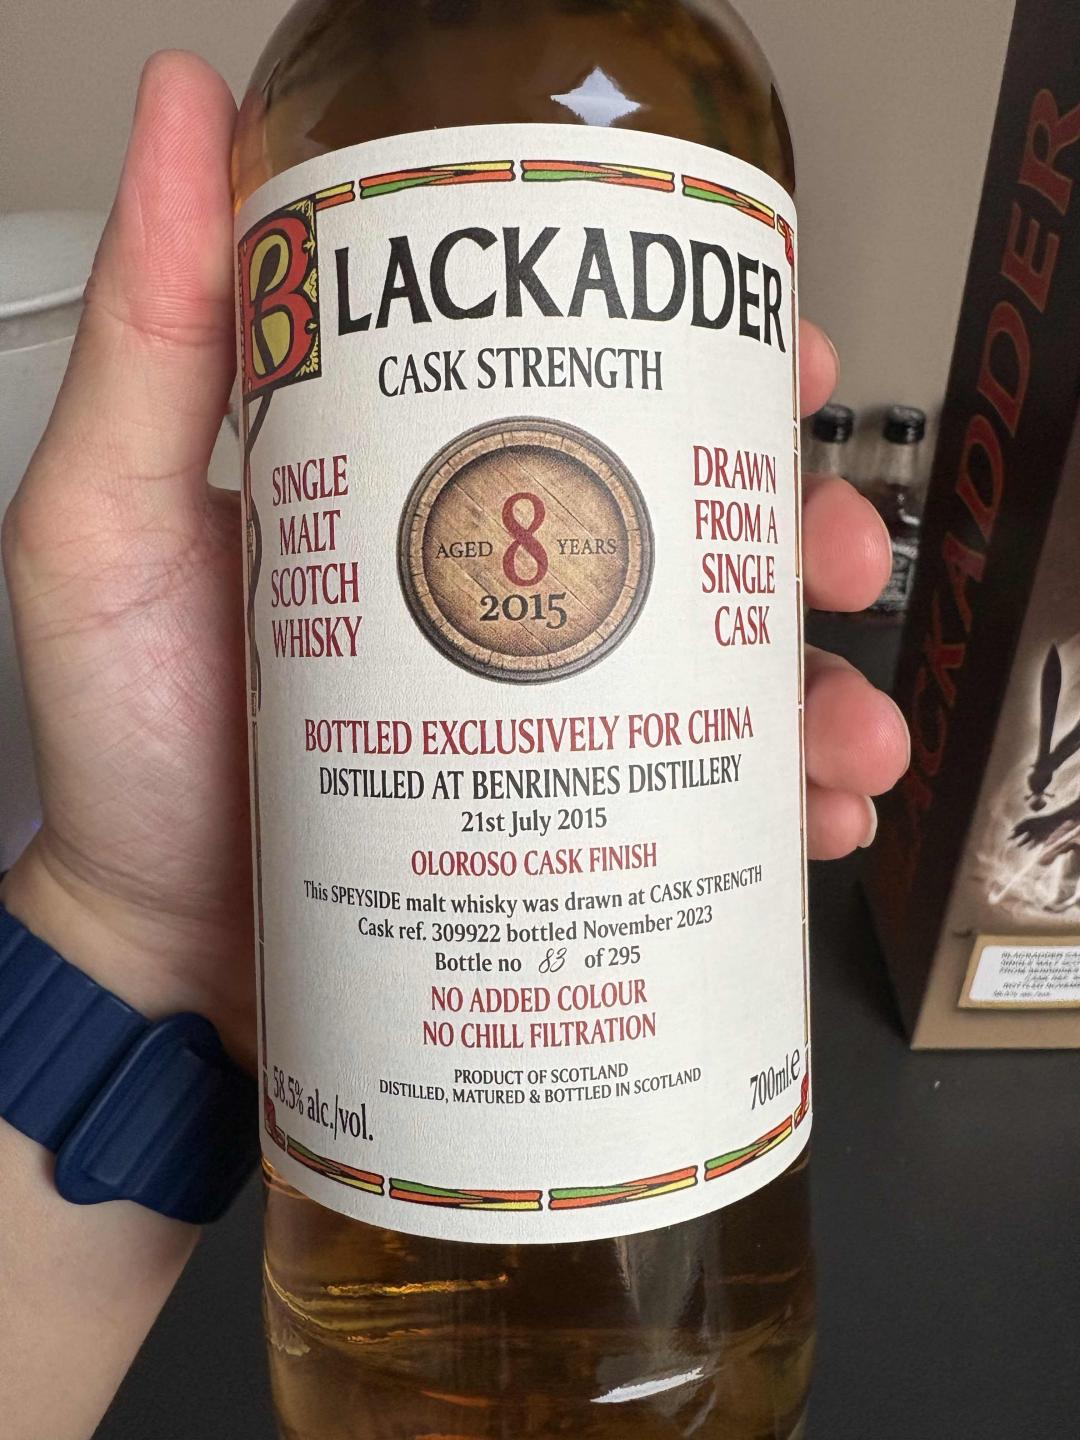 BLACKADDER
CASK STRENGTH
SINGLE
MALT
SCOTCH
WHISKY
AGED 8 YEARS
2015
DRAWN
FROM A
SINGLE
CASK
BOTTLED EXCLUSIVELY FOR CHINA
DISTILLED AT BENRINNES DISTILLERY
21st July 2015
OLOROSO CASK FINISH
This SPEYSIDE malt whisky was drawn at CASK STRENGTH
Cask ref. 309922 bottled November 2023
Bottle no 83 of 295
NO ADDED COLOUR
NO CHILL FILTRATION
PRODUCT OF SCOTLAND
DISTILLED, MATURED & BOTTLED IN SCOTLAND
58.5% alc./vol.
700ml.e
BLACKADDER